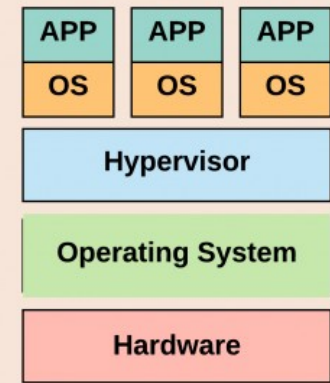 APP APP APP
OS OS OS
Hypervisor
Operating System
Hardware